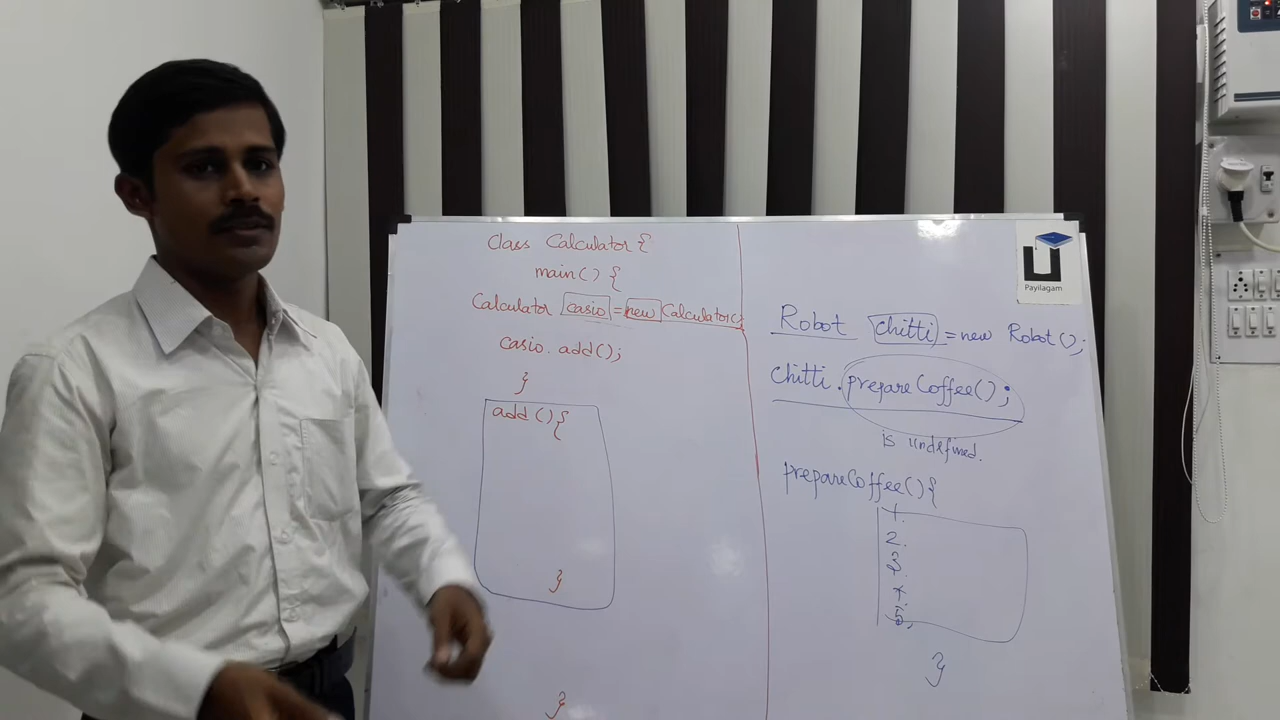 Class Calculator {
main() {
Calculator casio = new Calculator();
casio.add();
}
add() {
}
}
Payilagam
Robot chitti = new Robot();
chitti.prepareCoffee();
is undefined.
prepareCoffee() {
1.
2.
3.
4.
5.
}